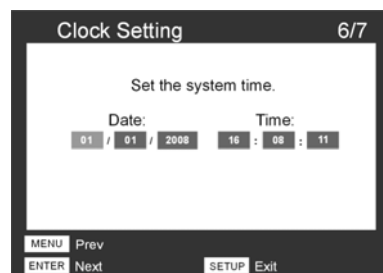 Clock Setting 6/7
Set the system time.
Date: Time:
01 / 01 / 2008 16 : 08 : 11
MENU Prev
ENTER Next SETUP Exit